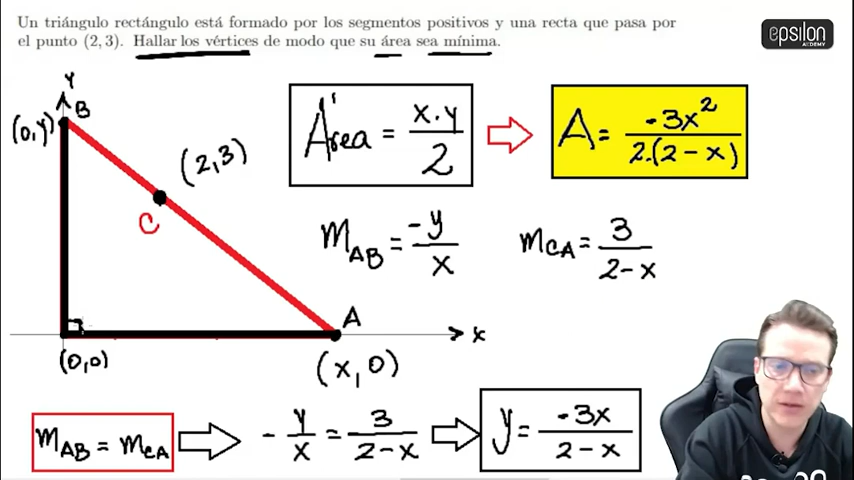 Un triángulo rectángulo está formado por los segmentos positivos y una recta que pasa por
el punto (2, 3). Hallar los vértices de modo que su área sea mínima.
epsilon
ACADEMY
Y
B
(0,y)
(2,3)
C
A
X
(0,0)
(x,0)
Área = x.y / 2
A = -3x² / 2.(2-x)
m_AB = -y / x
m_CA = 3 / 2-x
m_AB = m_CA
- y/x = 3 / 2-x
y = -3x / 2-x